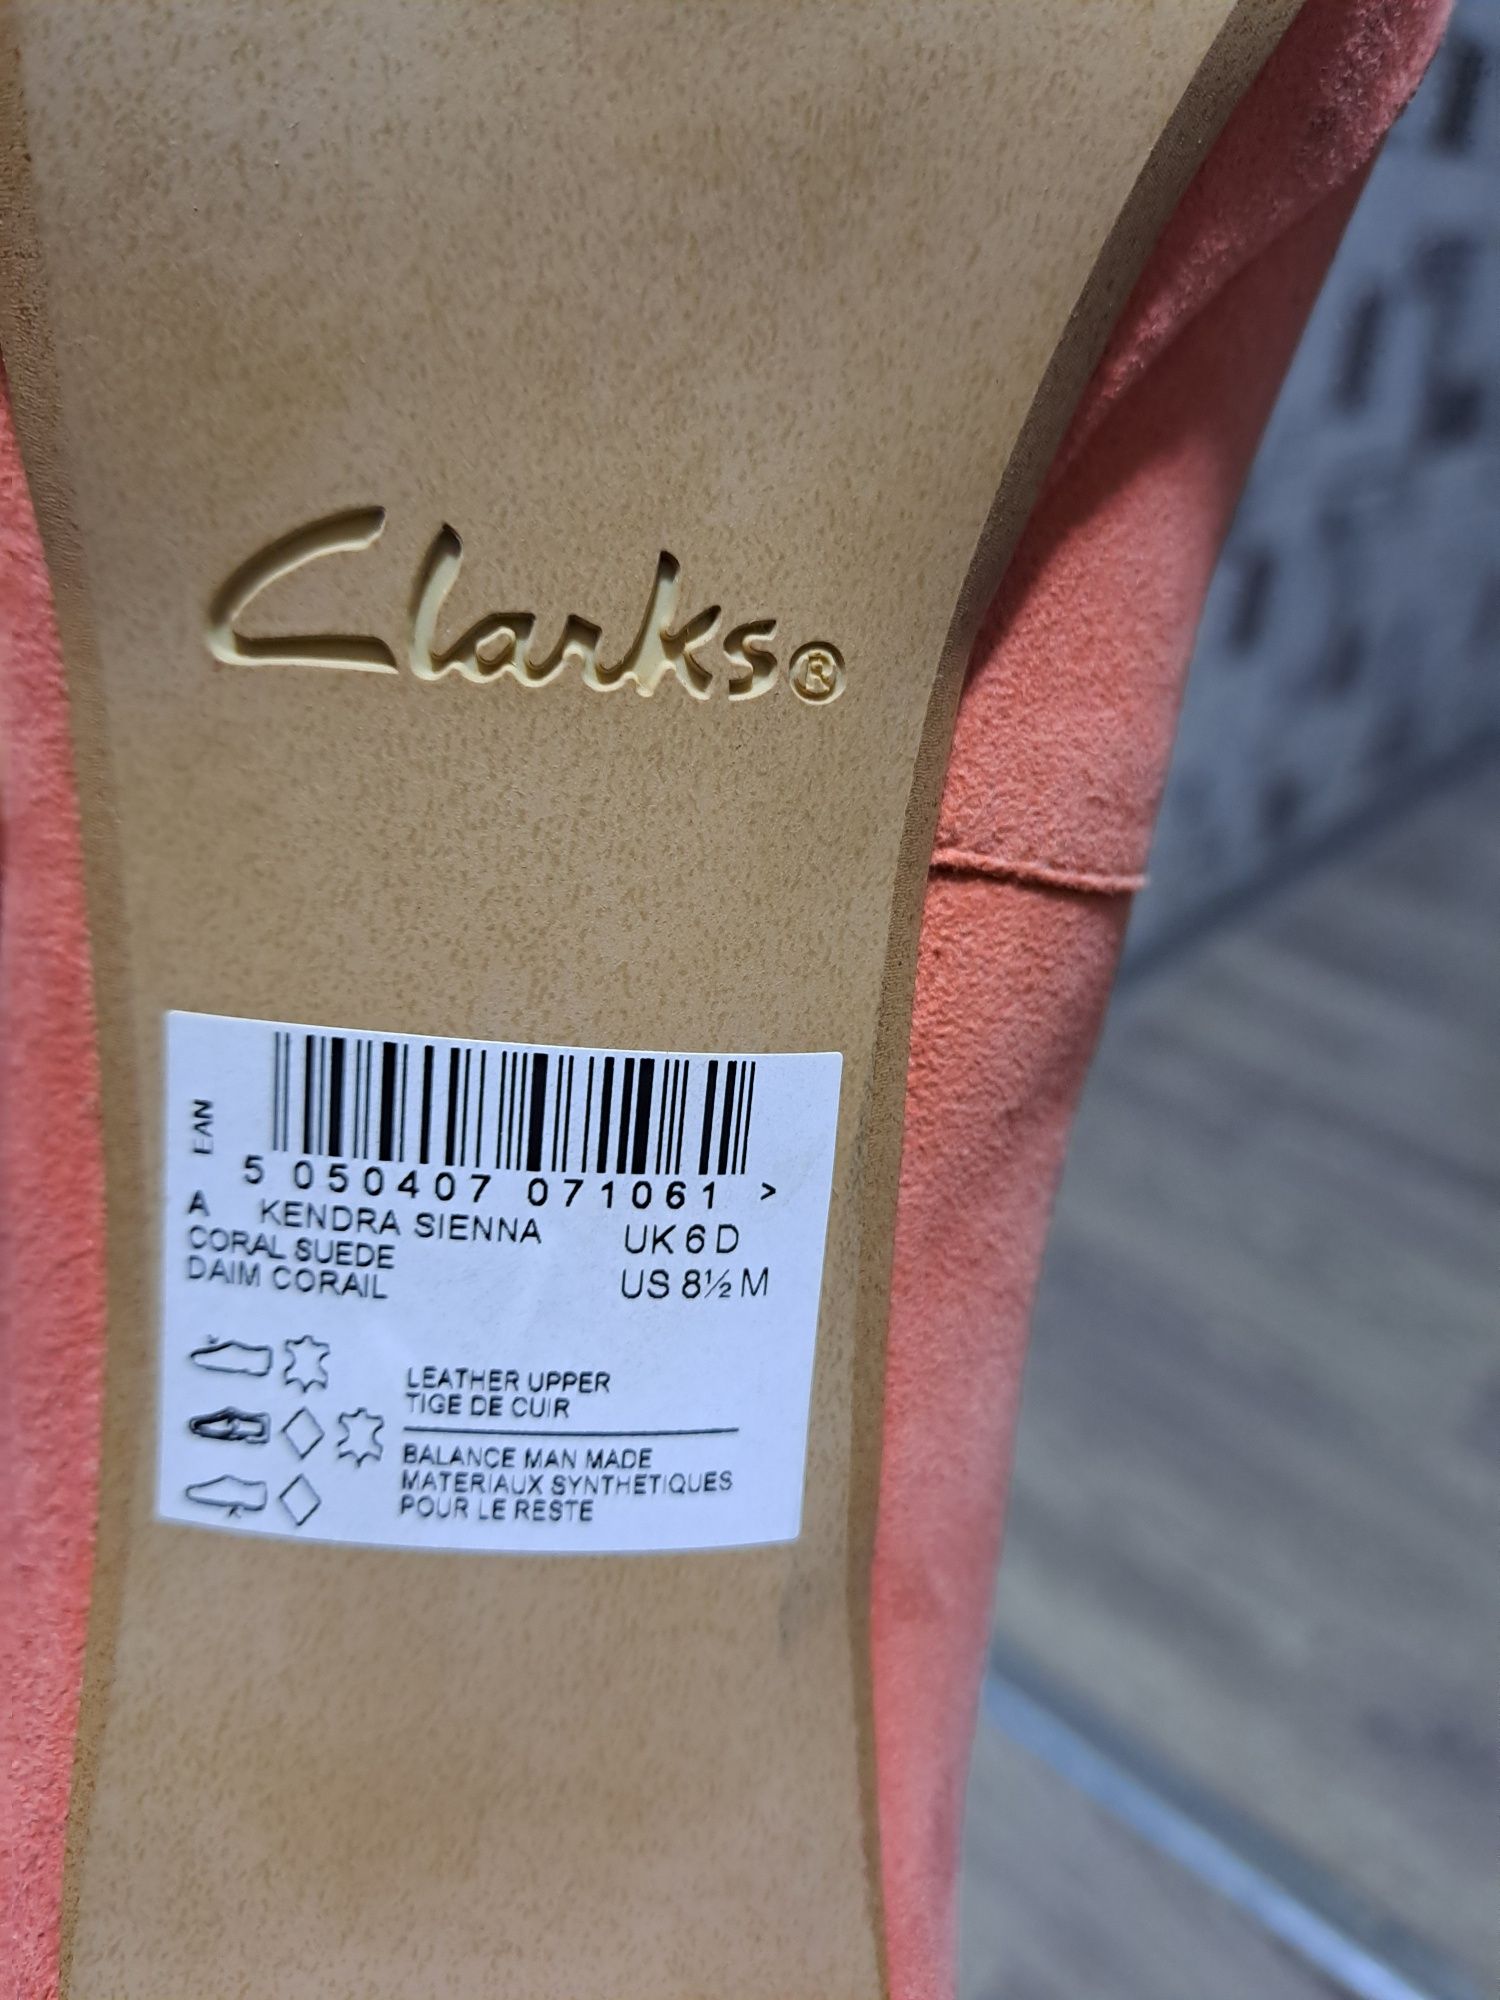 Clarks®
EAN
5 050407 071061 >
A KENDRA SIENNA UK 6 D
CORAL SUEDE
DAIM CORAIL US 8½ M
LEATHER UPPER
TIGE DE CUIR
BALANCE MAN MADE
MATERIAUX SYNTHETIQUES
POUR LE RESTE